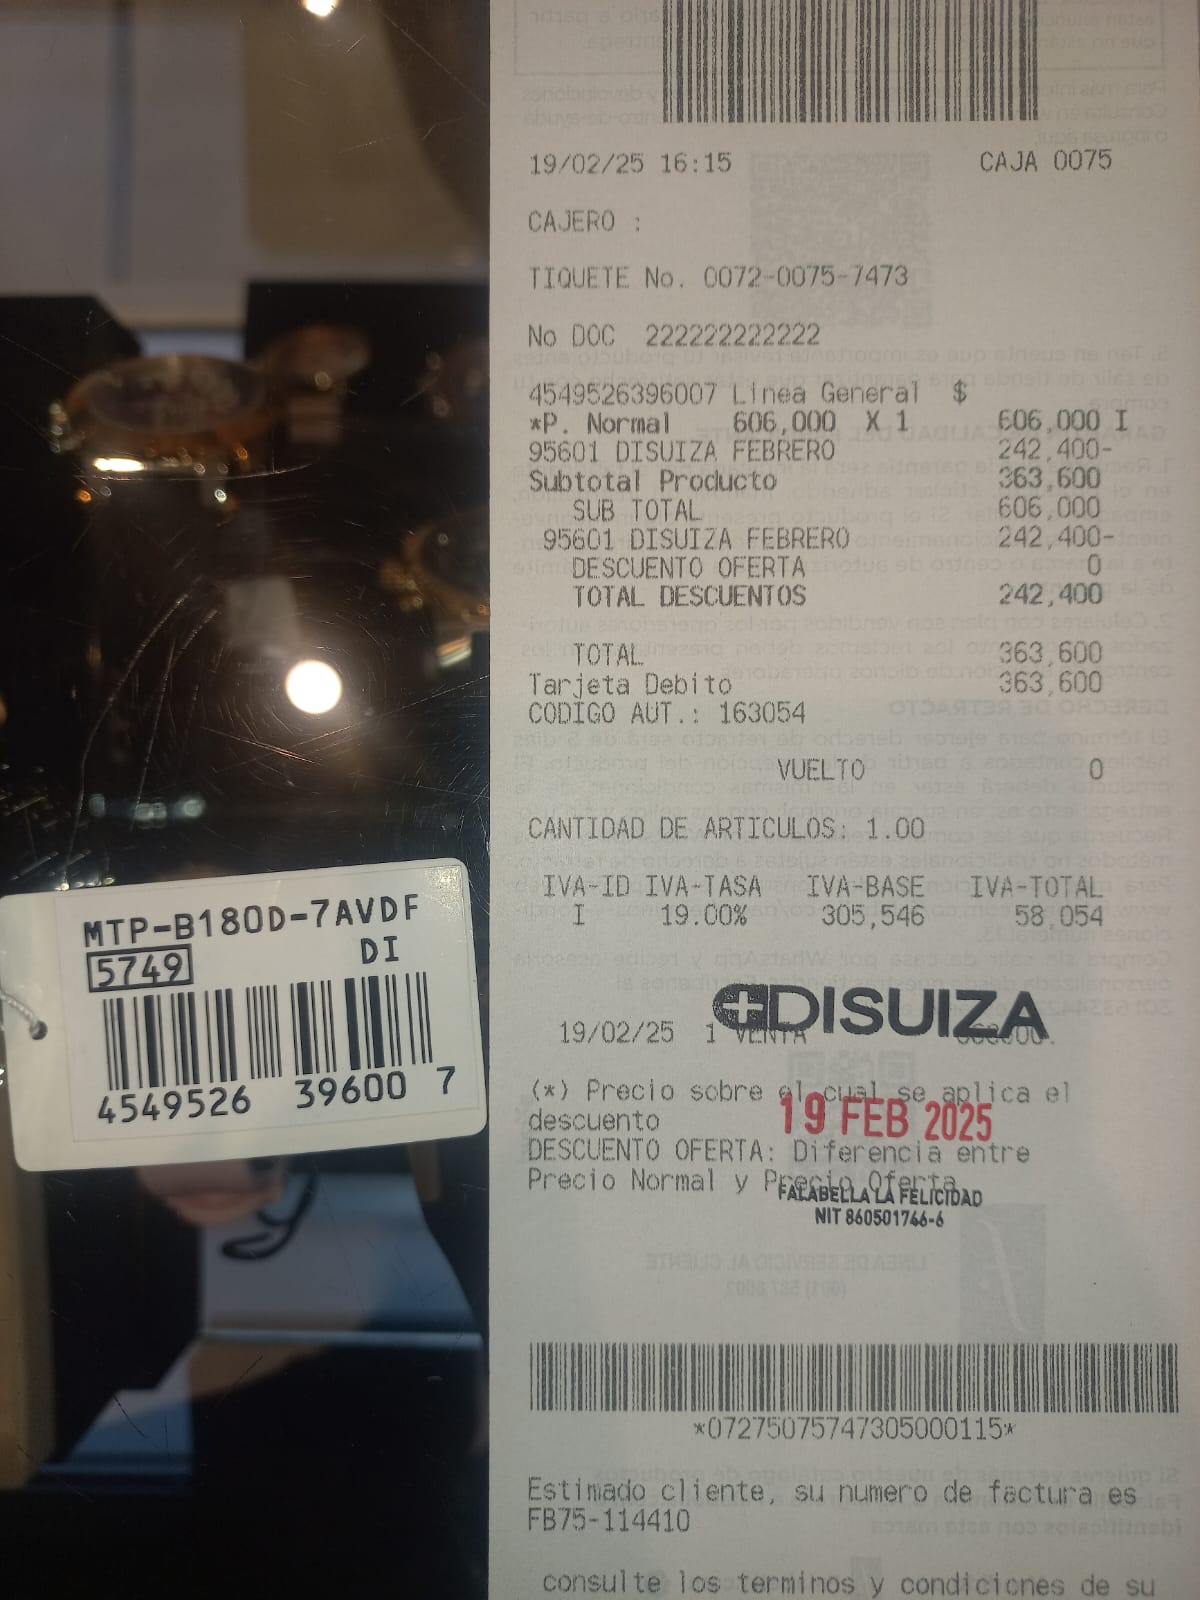 MTP-B180D-7AVDF
DI
5749
4549526 39600 7
19/02/25 16:15 CAJA 0075
CAJERO :
TIQUETE No. 0072-0075-7473
No DOC 222222222222
4549526396007 Linea General $
*P. Normal 606,000 X 1 606,000 I
95601 DISUIZA FEBRERO 242,400-
Subtotal Producto 363,600
SUB TOTAL 606,000
95601 DISUIZA FEBRERO 242,400-
DESCUENTO OFERTA 0
TOTAL DESCUENTOS 242,400
TOTAL 363,600
Tarjeta Debito 363,600
CODIGO AUT.: 163054
VUELTO 0
CANTIDAD DE ARTICULOS: 1.00
IVA-ID IVA-TASA IVA-BASE IVA-TOTAL
I 19.00% 305,546 58,054
DISUIZA
19/02/25 1 VENTA
(*) Precio sobre el cual se aplica el
descuento
19 FEB 2025
DESCUENTO OFERTA: Diferencia entre
Precio Normal y Precio Oferta
FALABELLA LA FELICIDAD
NIT 860501746-6
*07275075747305000115*
Estimado cliente, su numero de factura es
FB75-114410
consulte los terminos y condiciones de su